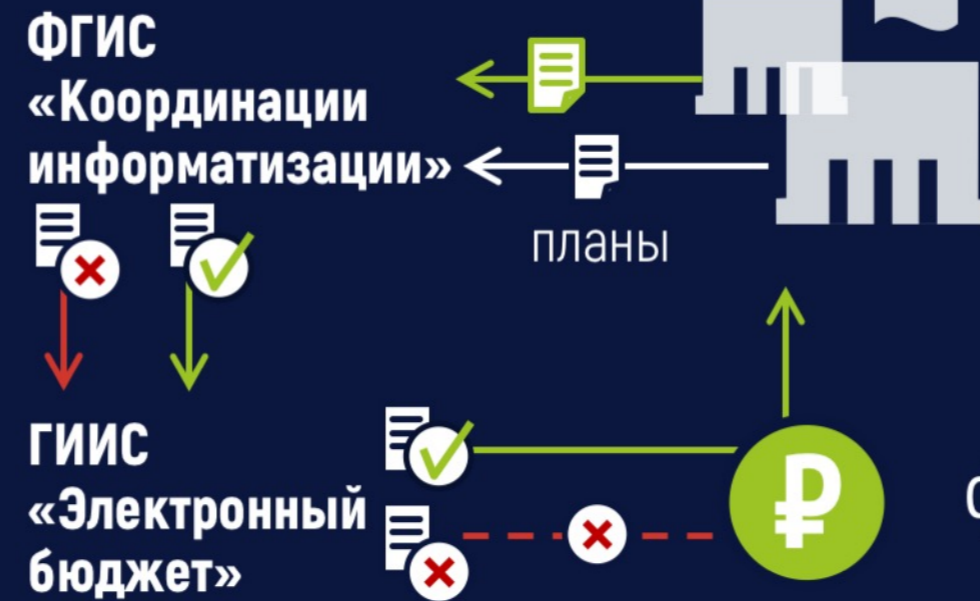 ФГИС
«Координации
информатизации»
планы
ГИИС
«Электронный
бюджет»
₽